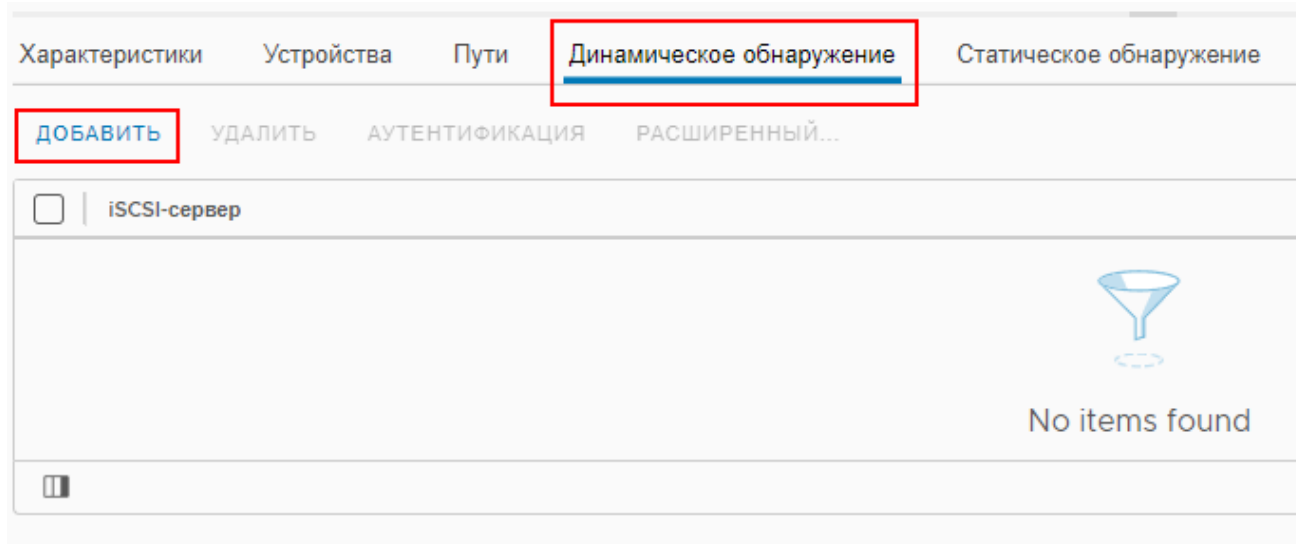 Характеристики Устройства Пути Динамическое обнаружение Статическое обнаружение
ДОБАВИТЬ УДАЛИТЬ АУТЕНТИФИКАЦИЯ РАСШИРЕННЫЙ...
iSCSI-сервер
No items found